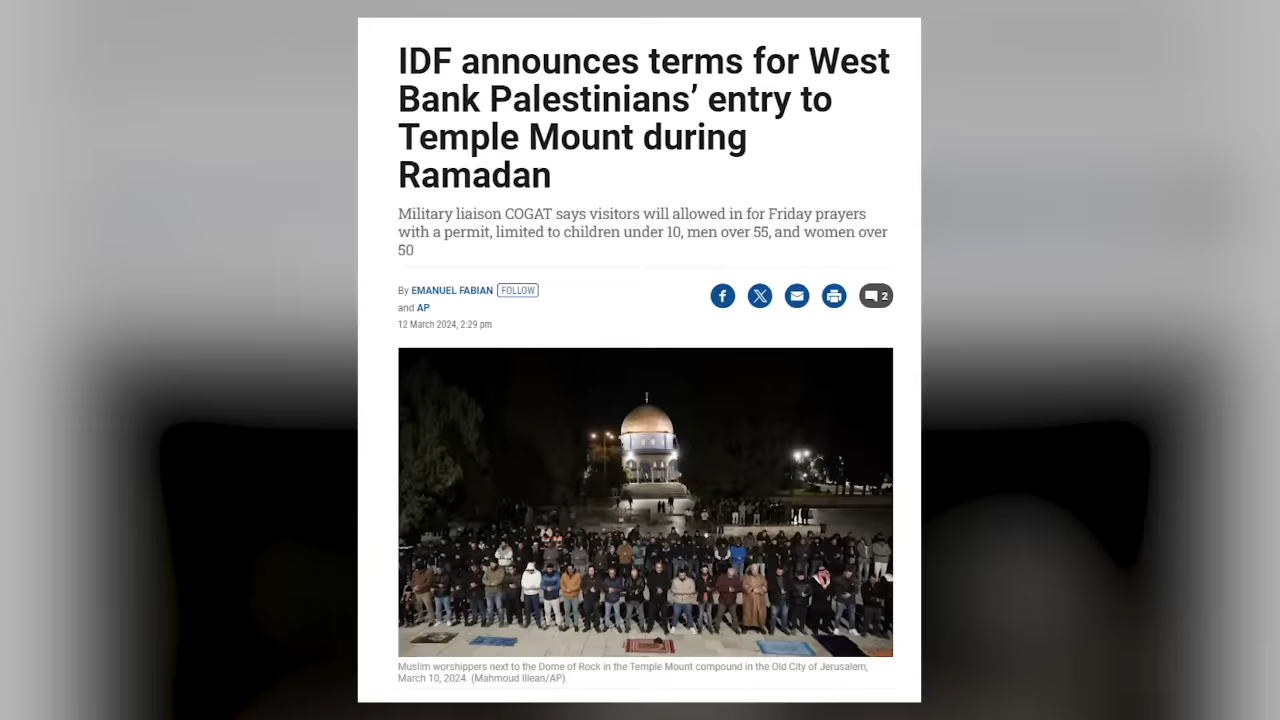 IDF announces terms for West
Bank Palestinians’ entry to
Temple Mount during
Ramadan
Military liaison COGAT says visitors will allowed in for Friday prayers
with a permit, limited to children under 10, men over 55, and women over
50
By EMANUEL FABIAN FOLLOW
and AP
12 March 2024, 2:29 pm
2
Muslim worshippers next to the Dome of Rock in the Temple Mount compound in the Old City of Jerusalem,
March 10, 2024. (Mahmoud Illean/AP)